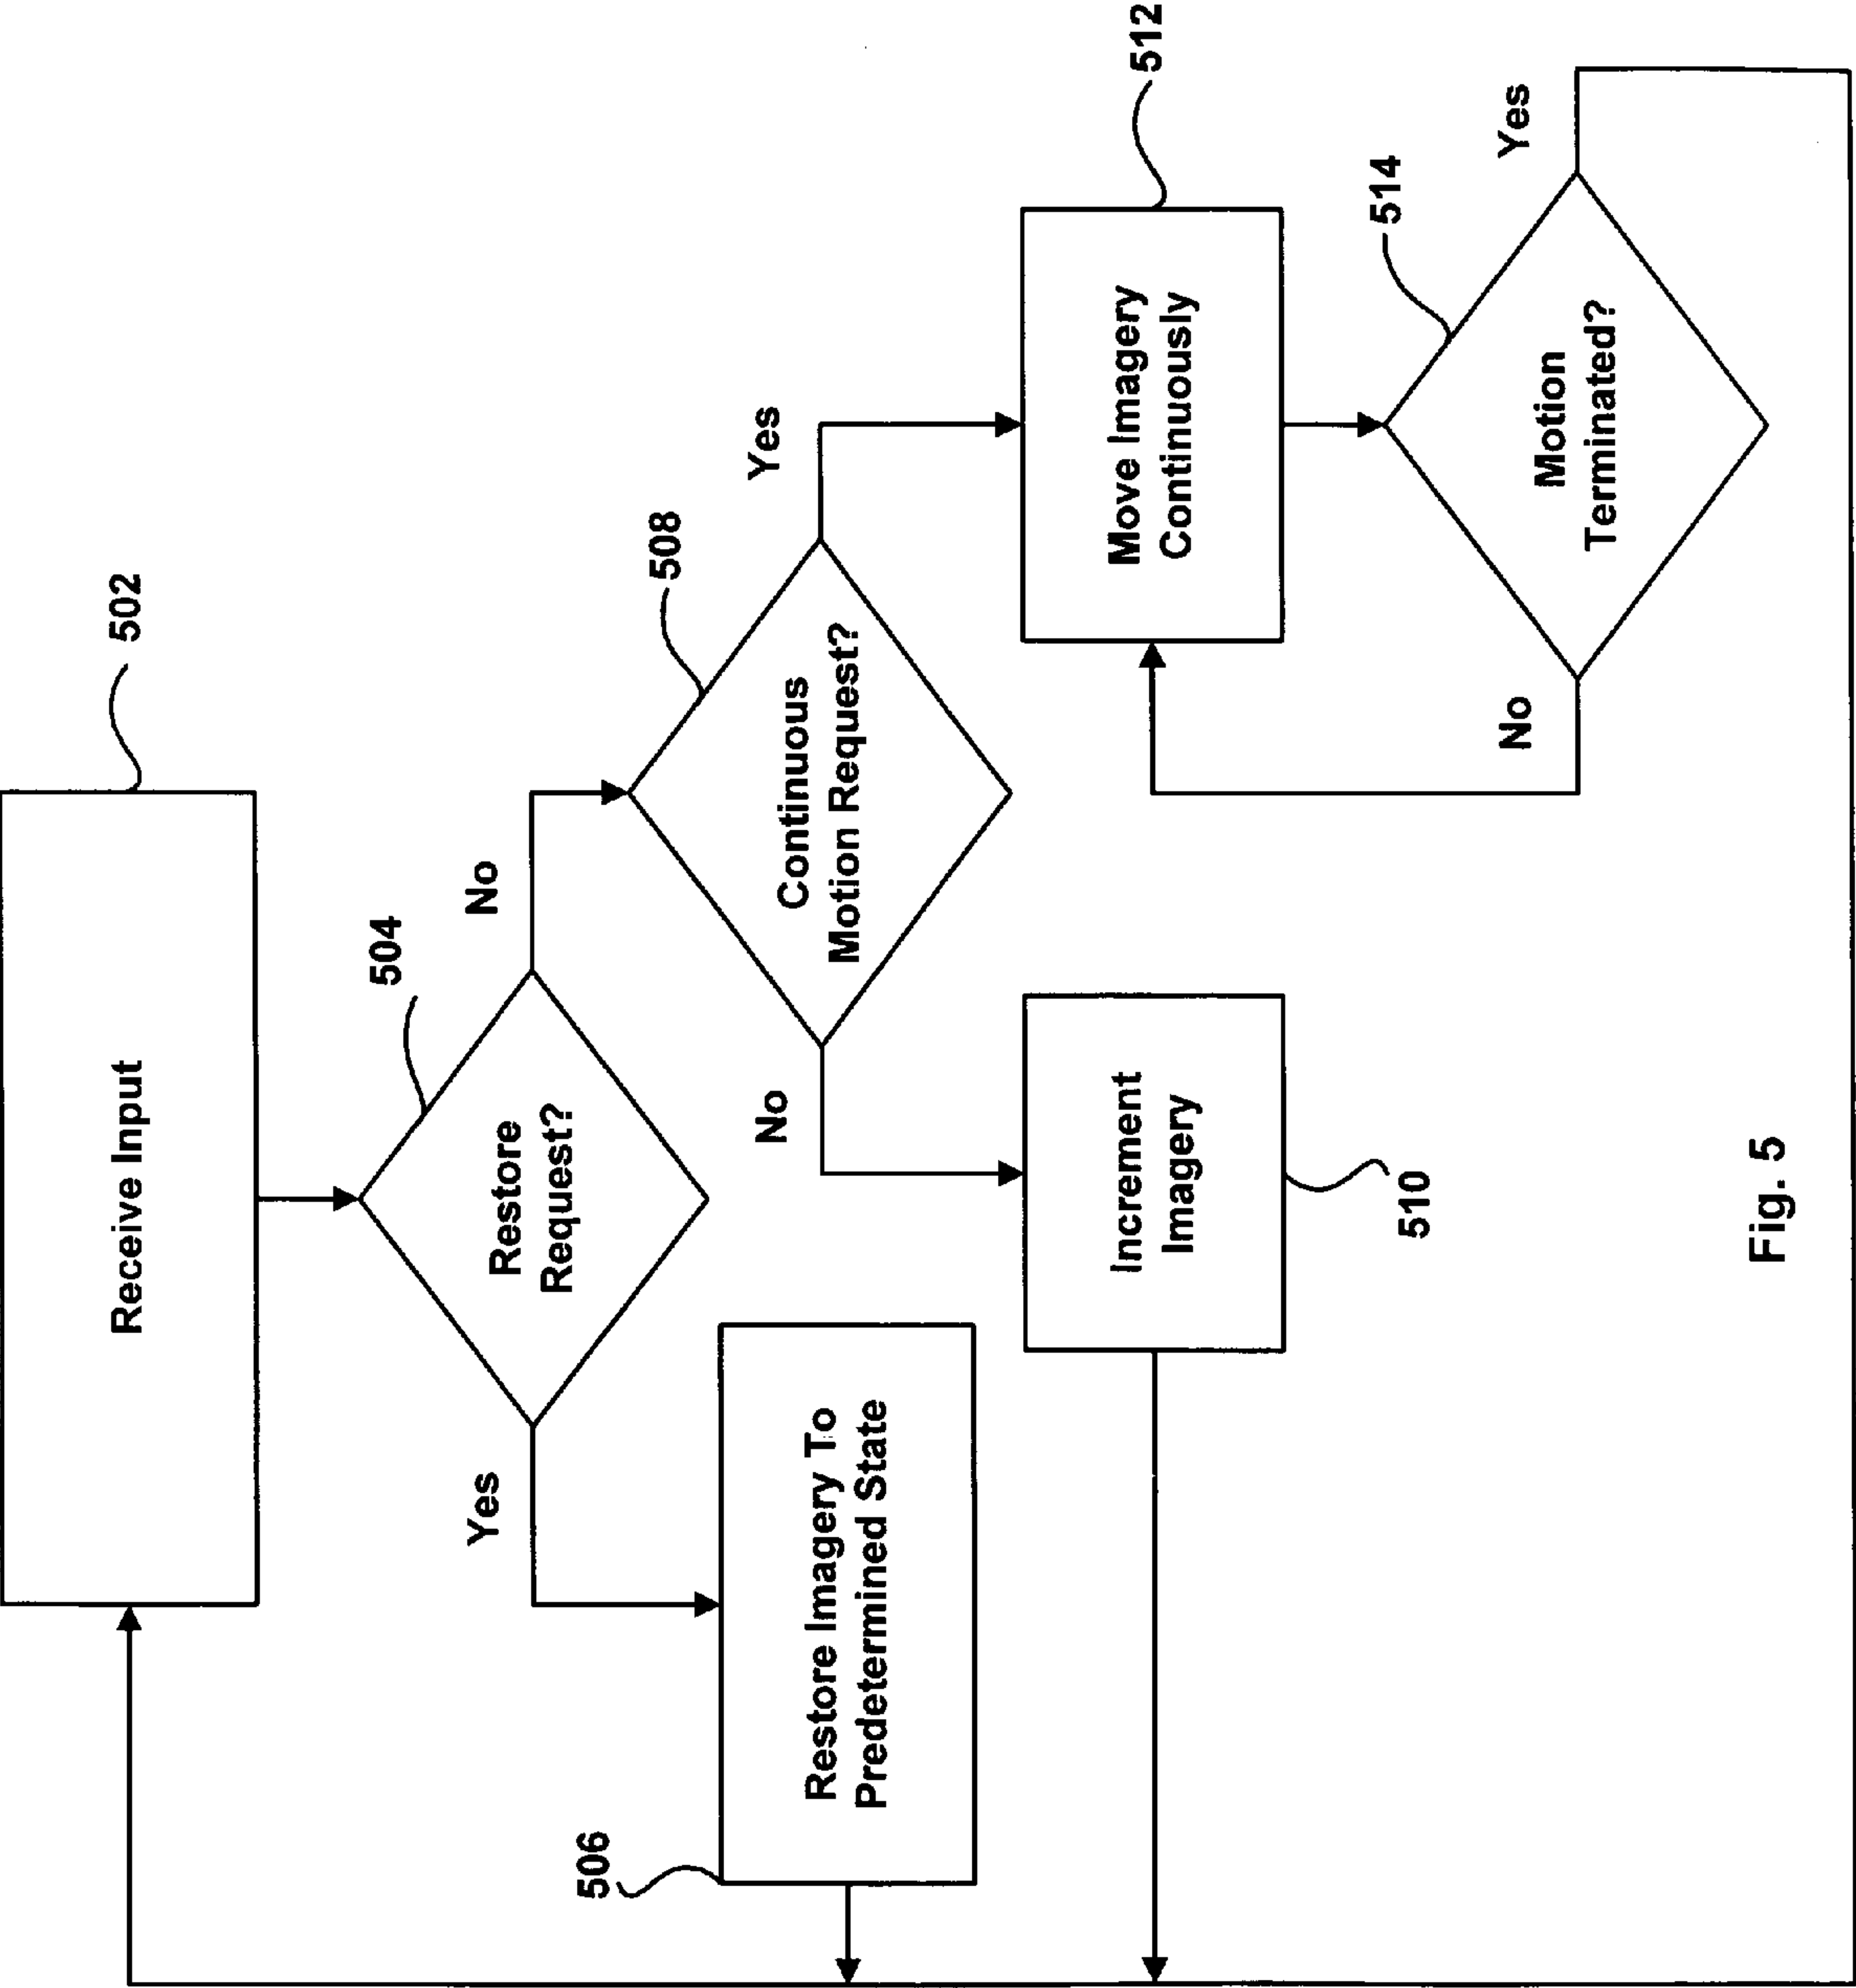 Receive Input
502
504
Restore
Request?
Yes
No
506
Restore Imagery To
Predetermined State
508
Continuous
Motion Request?
No
Yes
Increment
Imagery
510
Move Imagery
Continuously
512
514
Motion
Terminated?
No
Yes
Fig. 5